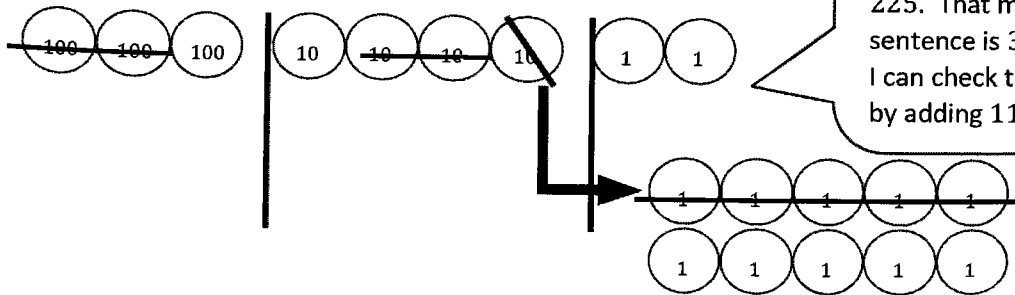 225. That m
sentence is 3
I can check t
by adding 11
100 100 100 10 10 10 10 1 1
1 1 1 1 1
1 1 1 1 1